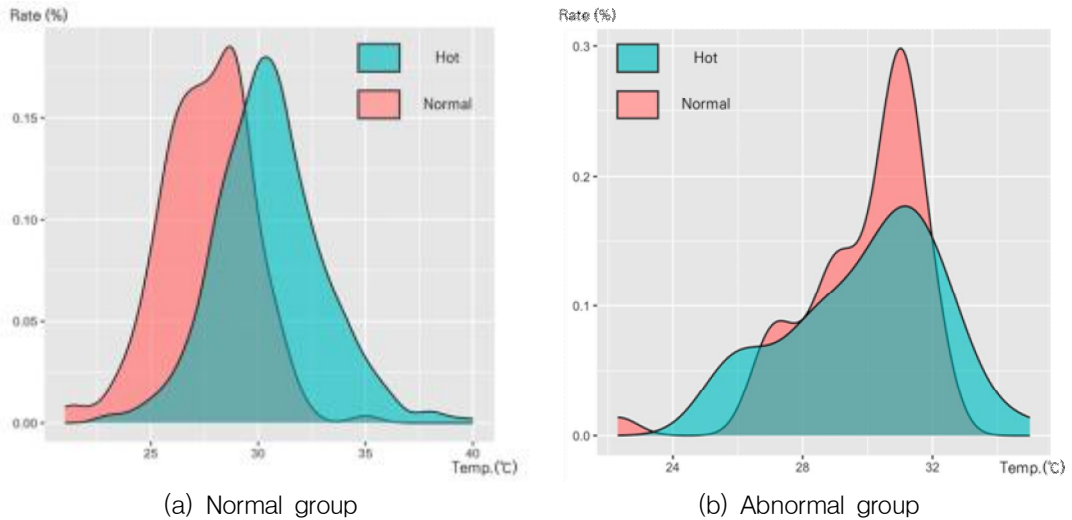 Rate (%)
Hot
Normal
0.15
0.10
0.05
0.00
25 30 35 40
Temp.(℃)
(a) Normal group
Rate (%)
0.3
Hot
Normal
0.2
0.1
0.0
24 28 32
Temp.(℃)
(b) Abnormal group